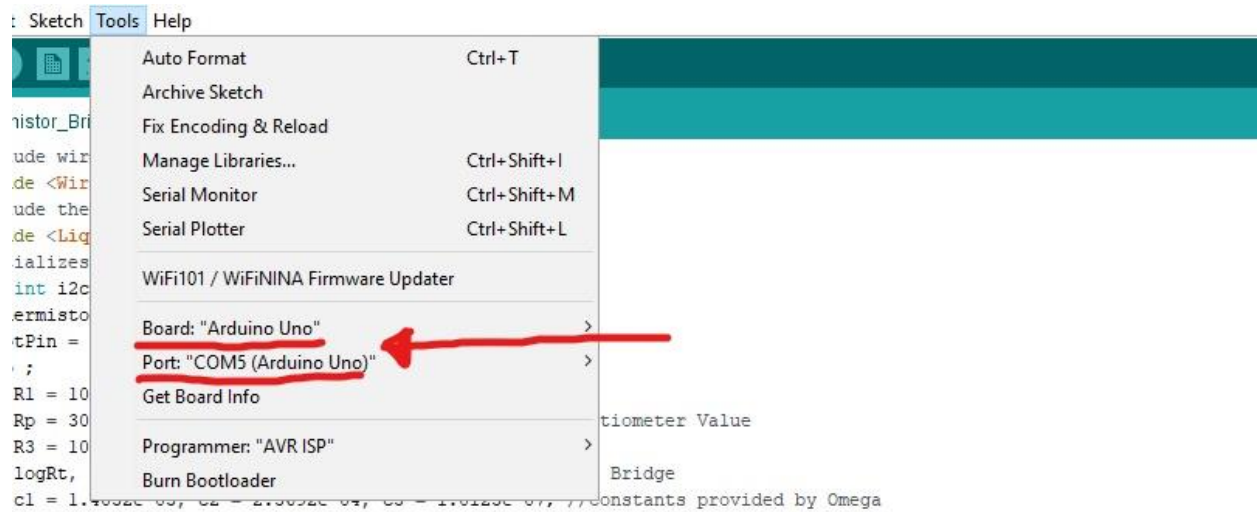 Sketch Tools Help
Auto Format Ctrl+T
Archive Sketch
nistor_Bri
Fix Encoding & Reload
ude wir
Manage Libraries... Ctrl+Shift+I
de <Wir
Serial Monitor Ctrl+Shift+M
ude the
Serial Plotter Ctrl+Shift+L
de <Liq
ializes
WiFi101 / WiFiNINA Firmware Updater
int i2c
ermisto
Board: "Arduino Uno"
tPin =
Port: "COM5 (Arduino Uno)"
;
R1 = 10
Get Board Info
Rp = 30 tiometer Value
R3 = 10
Programmer: "AVR ISP"
logRt, Bridge
Burn Bootloader
c1 = //constants provided by Omega